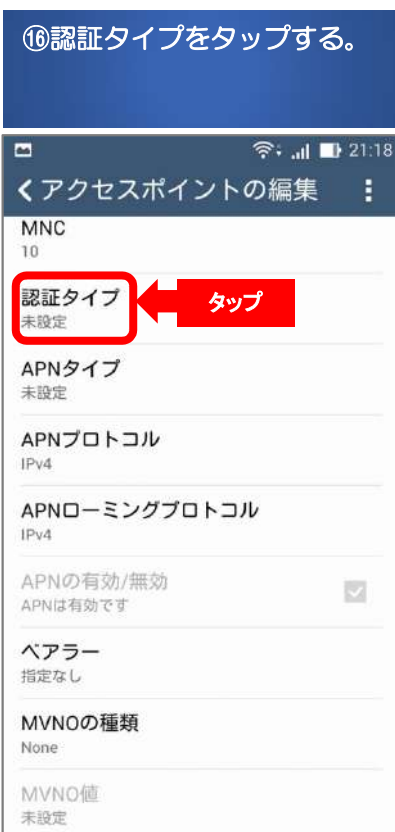 ⑯認証タイプをタップする。
21:18
アクセスポイントの編集
MNC
10
認証タイプ
タップ
未設定
APNタイプ
未設定
APNプロトコル
IPv4
APNローミングプロトコル
IPv4
APNの有効/無効
APNは有効です
ベアラー
指定なし
MVNOの種類
None
MVNO値
未設定